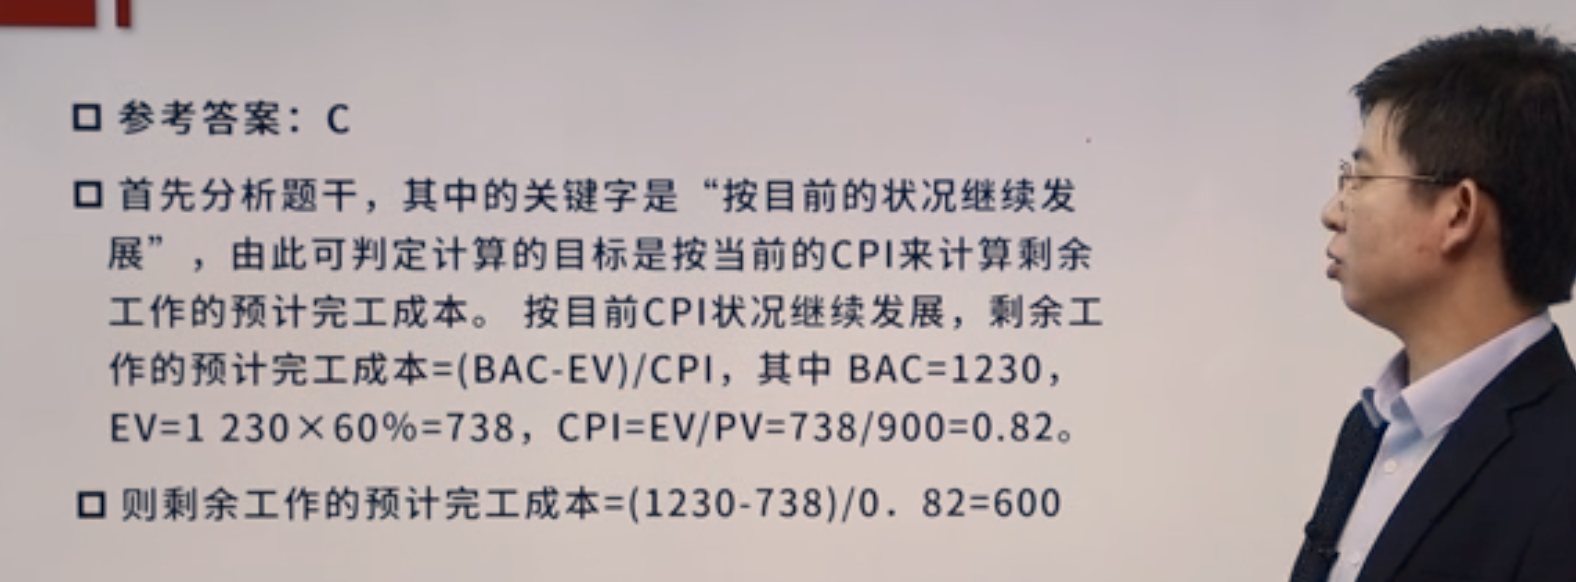 参考答案：C
首先分析题干，其中的关键字是“按目前的状况继续发
展”，由此可判定计算的目标是按当前的CPI来计算剩余
工作的预计完工成本。 按目前CPI状况继续发展，剩余工
作的预计完工成本=(BAC-EV)/CPI，其中 BAC=1230，
EV=1 230×60%=738，CPI=EV/PV=738/900=0.82。
则剩余工作的预计完工成本=(1230-738)/0．82=600